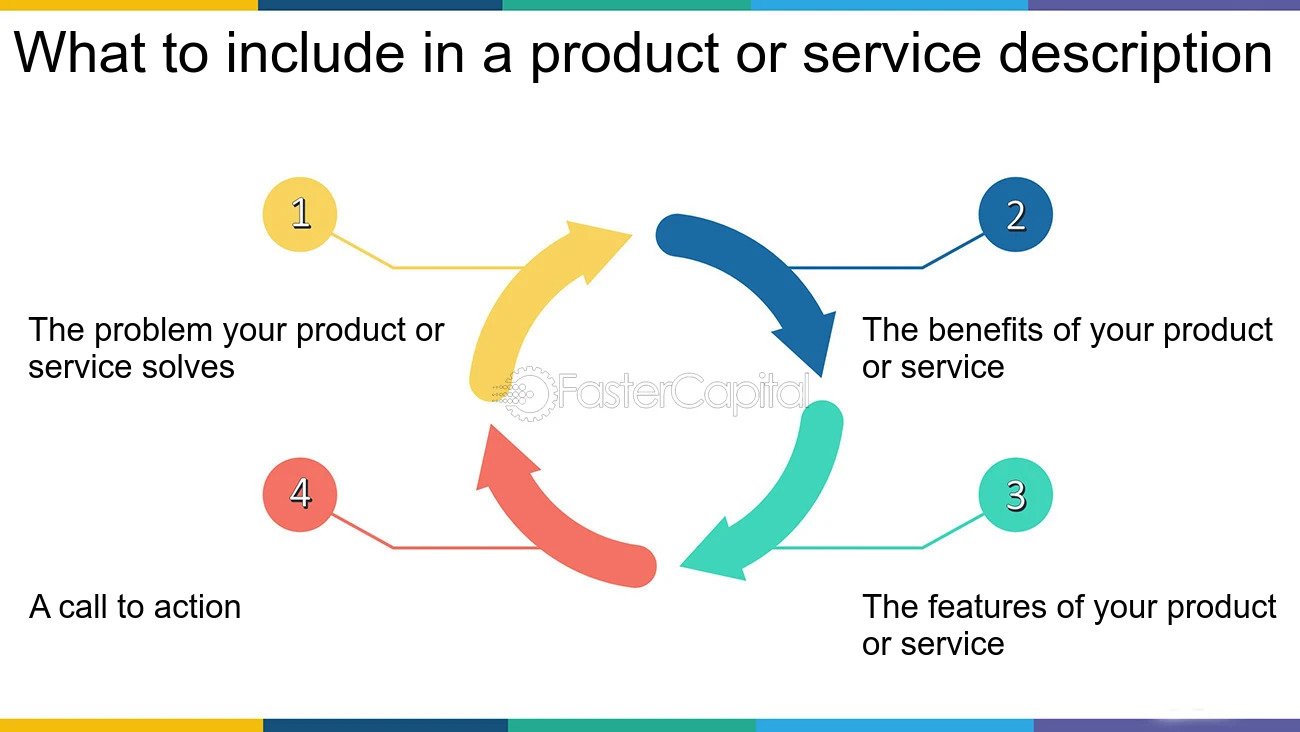 What to include in a product or service description
1
2
The problem your product or
service solves
The benefits of your product
or service
FasterCapital
4
3
A call to action
The features of your product
or service